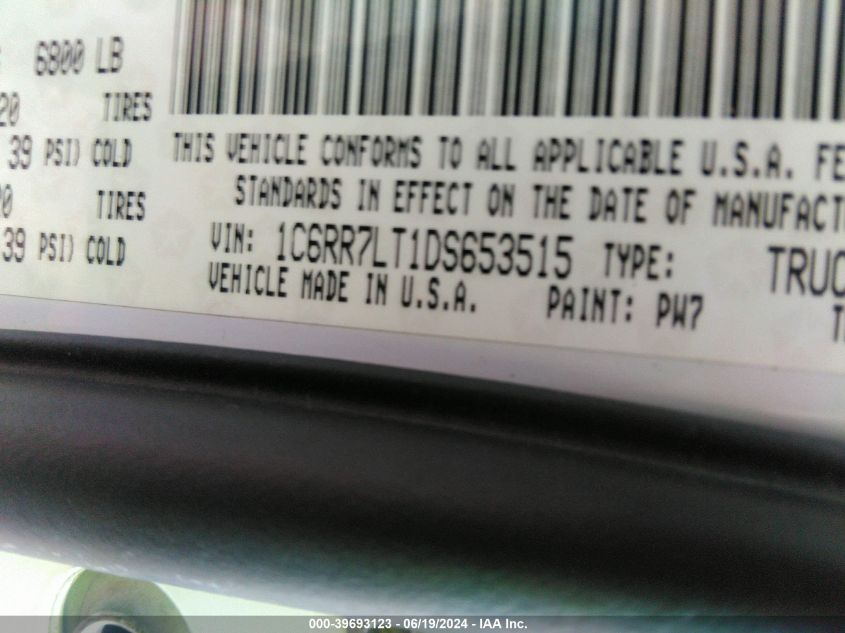 6800 LB
20 TIRES
39 PSI) COLD
TIRES
39 PSI) COLD
THIS VEHICLE CONFORMS TO ALL APPLICABLE U.S.A. FE
STANDARDS IN EFFECT ON THE DATE OF MANUFACT
VIN: 1C6RR7LT1DS653515 TYPE: TRUC
VEHICLE MADE IN U.S.A. PAINT: PW7
000-39693123 - 06/19/2024 - IAA Inc.